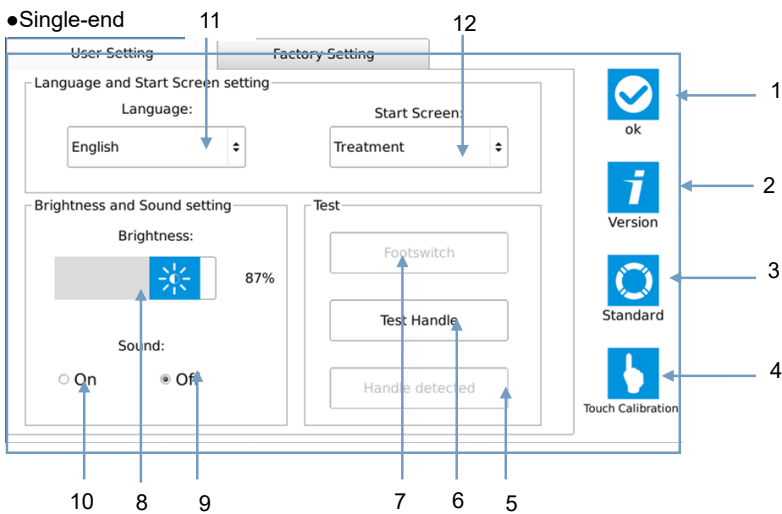 ●Single-end
11
12
User Setting
Factory Setting
Language and Start Screen setting
Language:
Start Screen:
English
Treatment
1
ok
2
Version
Brightness and Sound setting
Test
Brightness:
Footswitch
87%
3
Standard
Test Handle
Sound:
On
Off
Handle detected
4
Touch Calibration
10
8
9
7
6
5